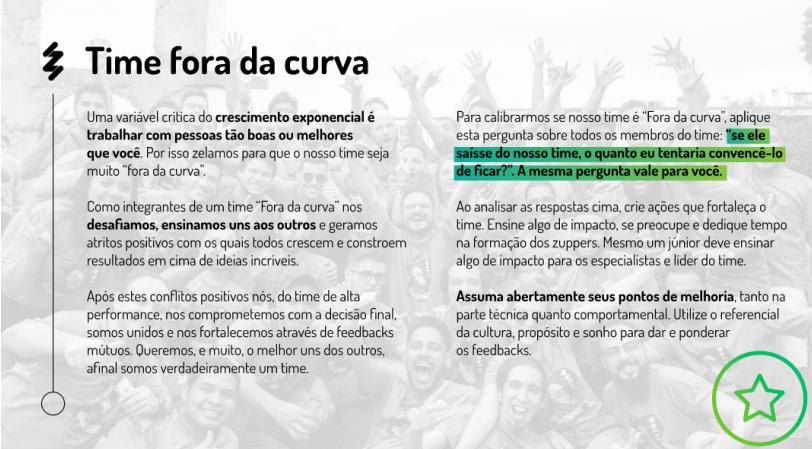 Time fora da curva
Uma variável critica do crescimento exponencial é
trabalhar com pessoas tão boas ou melhores
que você. Por isso zelamos para que o nosso time seja
muito “fora da curva”.
Como integrantes de um time “Fora da curva” nos
desafiamos, ensinamos uns aos outros e geramos
atritos positivos com os quais todos crescem e constroem
resultados em cima de ideias incríveis.
Após estes conflitos positivos nós, do time de alta
performance, nos comprometemos com a decisão final,
somos unidos e nos fortalecemos através de feedbacks
mútuos. Queremos, e muito, o melhor uns dos outros,
afinal somos verdadeiramente um time.
Para calibrarmos se nosso time é “Fora da curva”, aplique
esta pergunta sobre todos os membros do time: “se ele
saísse do nosso time, o quanto eu tentaria convencê-lo
de ficar?”. A mesma pergunta vale para você.
Ao analisar as respostas cima, crie ações que fortaleça o
time. Ensine algo de impacto, se preocupe e dedique tempo
na formação dos zuppers. Mesmo um júnior deve ensinar
algo de impacto para os especialistas e líder do time.
Assuma abertamente seus pontos de melhoria, tanto na
parte técnica quanto comportamental. Utilize o referencial
da cultura, propósito e sonho para dar e ponderar
os feedbacks.